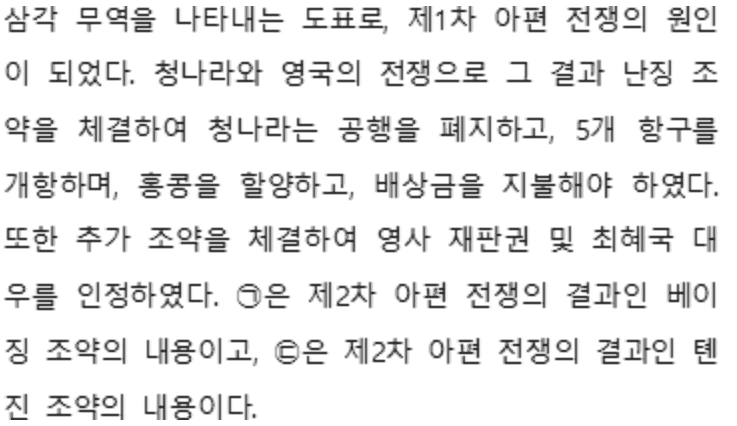 삼각 무역을 나타내는 도표로, 제1차 아편 전쟁의 원인
이 되었다. 청나라와 영국의 전쟁으로 그 결과 난징 조
약을 체결하여 청나라는 공행을 폐지하고, 5개 항구를
개항하며, 홍콩을 할양하고, 배상금을 지불해야 하였다.
또한 추가 조약을 체결하여 영사 재판권 및 최혜국 대
우를 인정하였다. ㉠은 제2차 아편 전쟁의 결과인 베이
징 조약의 내용이고, ㉢은 제2차 아편 전쟁의 결과인 톈
진 조약의 내용이다.